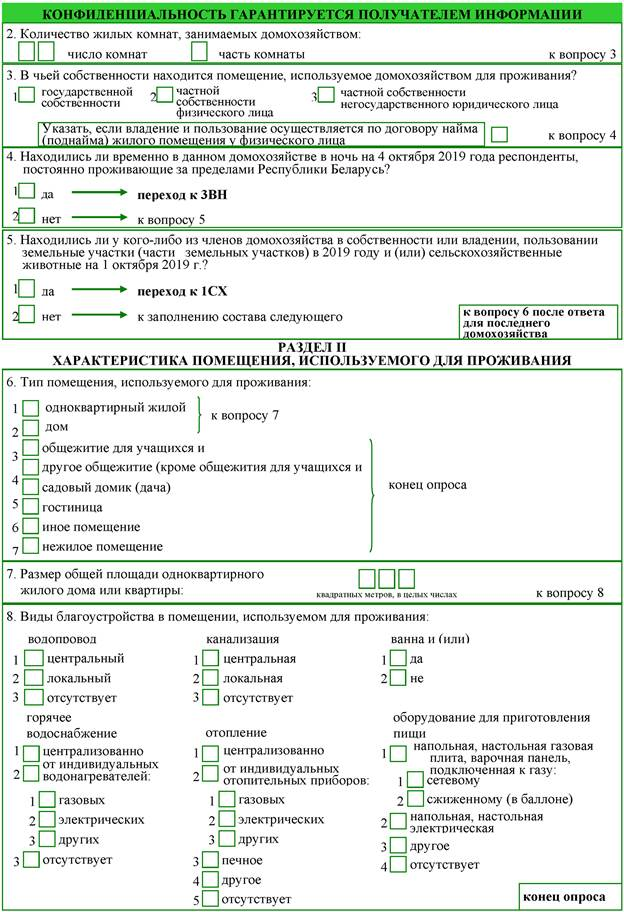 КОНФИДЕНЦИАЛЬНОСТЬ ГАРАНТИРУЕТСЯ ПОЛУЧАТЕЛЕМ ИНФОРМАЦИИ
2. Количество жилых комнат, занимаемых домохозяйством:
число комнат часть комнаты к вопросу 3
3. В чьей собственности находится помещение, используемое домохозяйством для проживания?
1 государственной собственности
2 частной собственности физического лица
3 частной собственности негосударственного юридического лица
Указать, если владение и пользование осуществляется по договору найма
(поднайма) жилого помещения у физического лица
к вопросу 4
4. Находились ли временно в данном домохозяйстве в ночь на 4 октября 2019 года респонденты,
постоянно проживающие за пределами Республики Беларусь?
1 да переход к 3ВН
2 нет к вопросу 5
5. Находились ли у кого-либо из членов домохозяйства в собственности или владении, пользовании
земельные участки (части земельных участков) в 2019 году и (или) сельскохозяйственные
животные на 1 октября 2019 г.?
1 да переход к 1СХ
2 нет к заполнению состава следующего
к вопросу 6 после ответа
для последнего
домохозяйства
РАЗДЕЛ II
ХАРАКТЕРИСТИКА ПОМЕЩЕНИЯ, ИСПОЛЬЗУЕМОГО ДЛЯ ПРОЖИВАНИЯ
6. Тип помещения, используемого для проживания:
1 одноквартирный жилой
2 дом
к вопросу 7
3 общежитие для учащихся и
другое общежитие (кроме общежития для учащихся и
4 садовый домик (дача)
5 гостиница
6 иное помещение
7 нежилое помещение
конец опроса
7. Размер общей площади одноквартирного
жилого дома или квартиры:
квадратных метров, в целых числах
к вопросу 8
8. Виды благоустройства в помещении, используемом для проживания:
водопровод
1 центральный
2 локальный
3 отсутствует
канализация
1 центральная
2 локальная
3 отсутствует
ванна и (или)
1 да
2 не
горячее
водоснабжение
1 централизованно
2 от индивидуальных
водонагревателей:
1 газовых
2 электрических
3 других
3 отсутствует
отопление
1 централизованно
2 от индивидуальных
отопительных приборов:
1 газовых
2 электрических
3 других
3 печное
4 другое
5 отсутствует
оборудование для приготовления
пищи
1 напольная, настольная газовая
плита, варочная панель,
подключенная к газу:
1 сетевому
2 сжиженному (в баллоне)
2 напольная, настольная
электрическая
3 другое
4 отсутствует
конец опроса